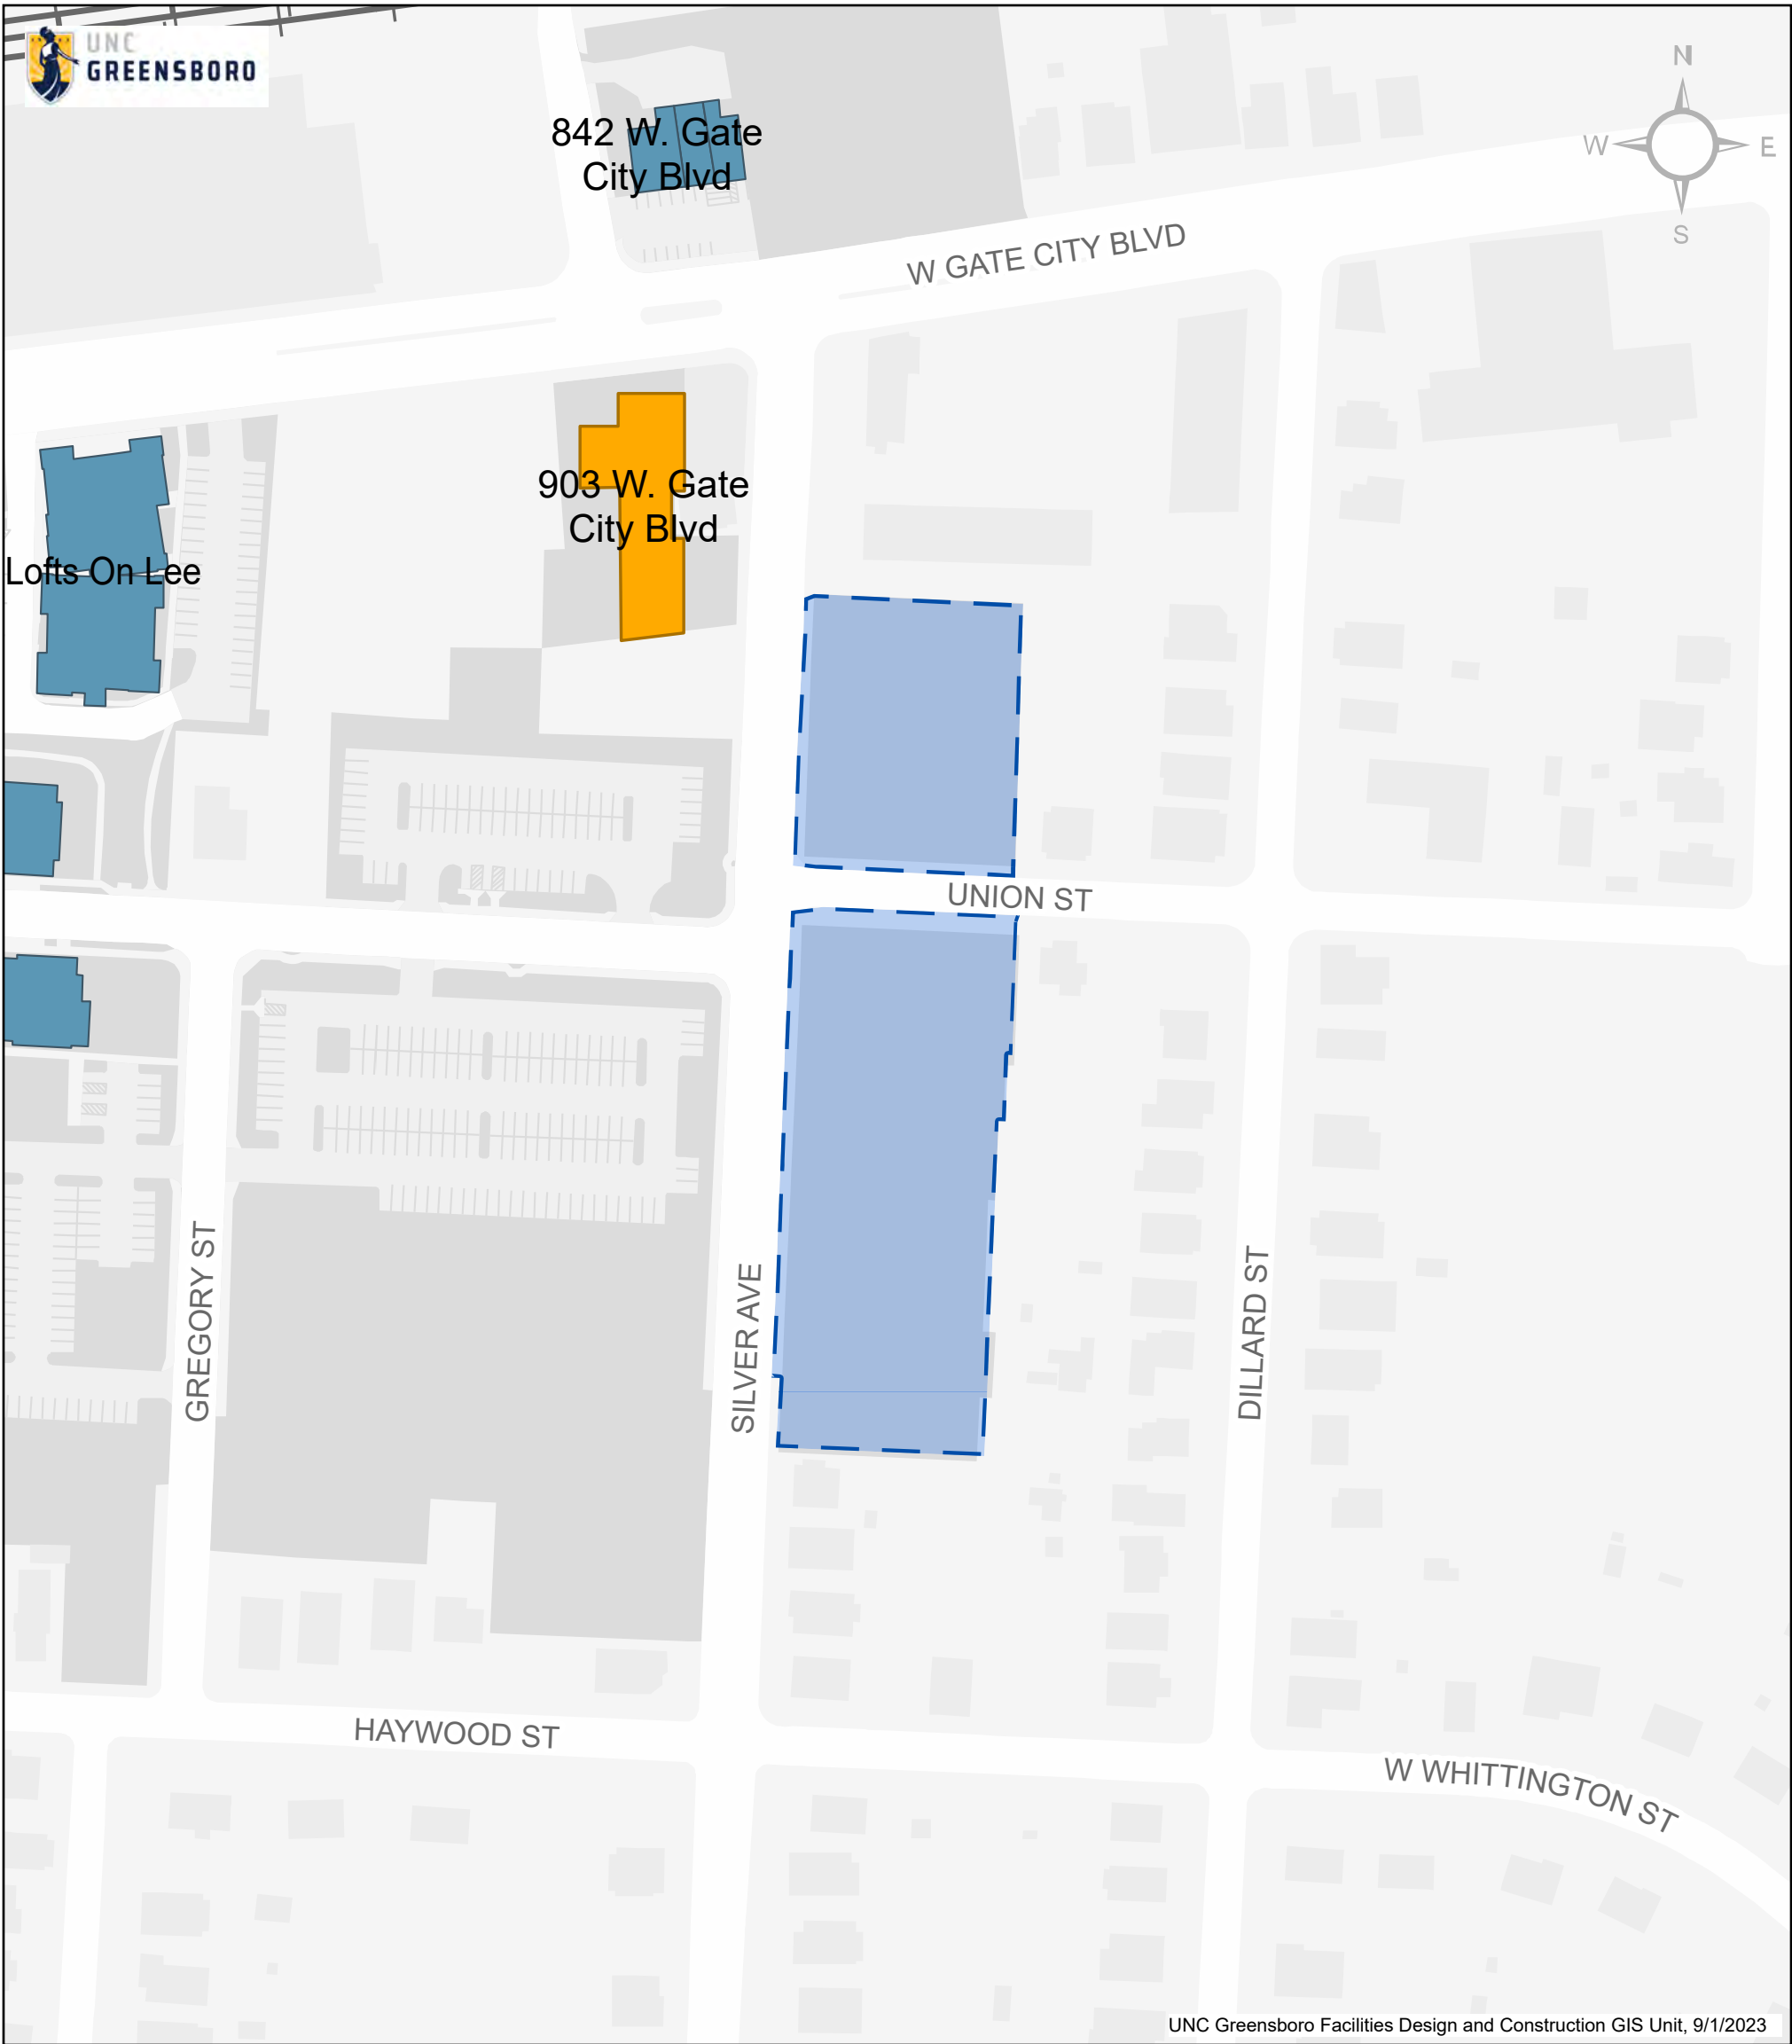 UNC
GREENSBORO
N
W
E
S
842 W. Gate
City Blvd
W GATE CITY BLVD
903 W. Gate
City Blvd
Lofts On Lee
UNION ST
GREGORY ST
SILVER AVE
DILLARD ST
HAYWOOD ST
W WHITTINGTON ST
UNC Greensboro Facilities Design and Construction GIS Unit, 9/1/2023